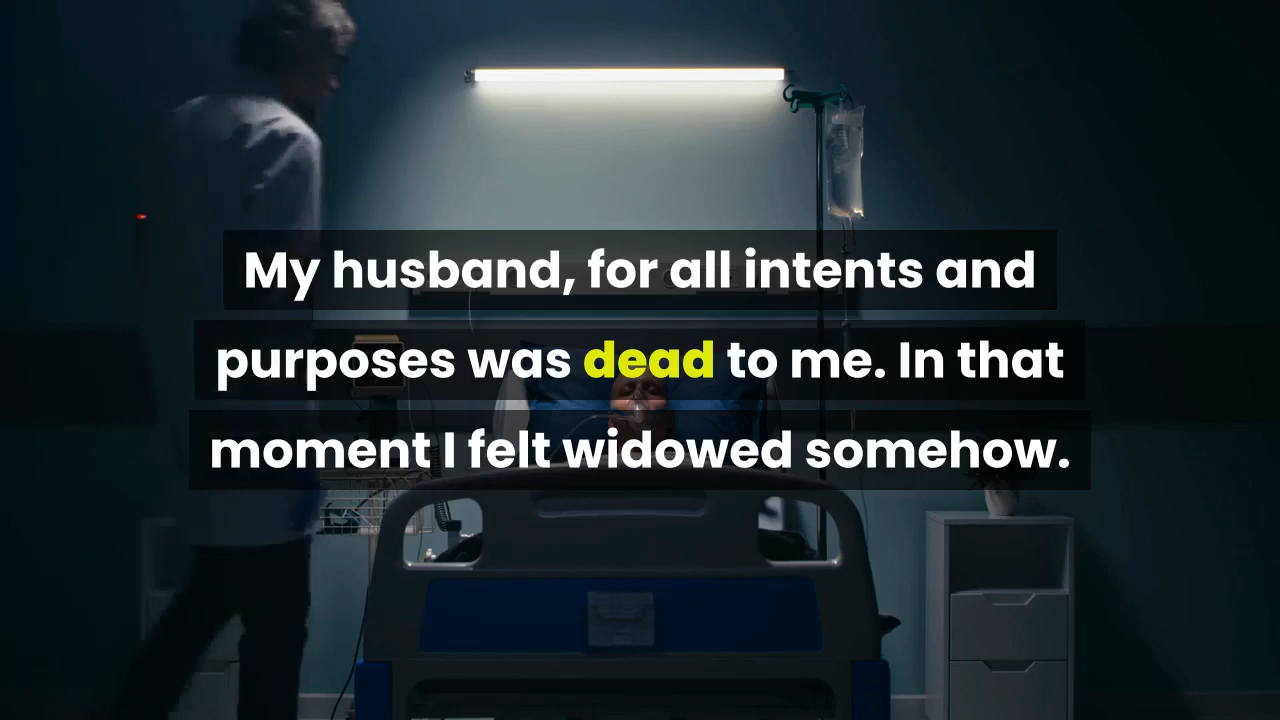 My husband, for all intents and
purposes was dead to me. In that
moment I felt widowed somehow.